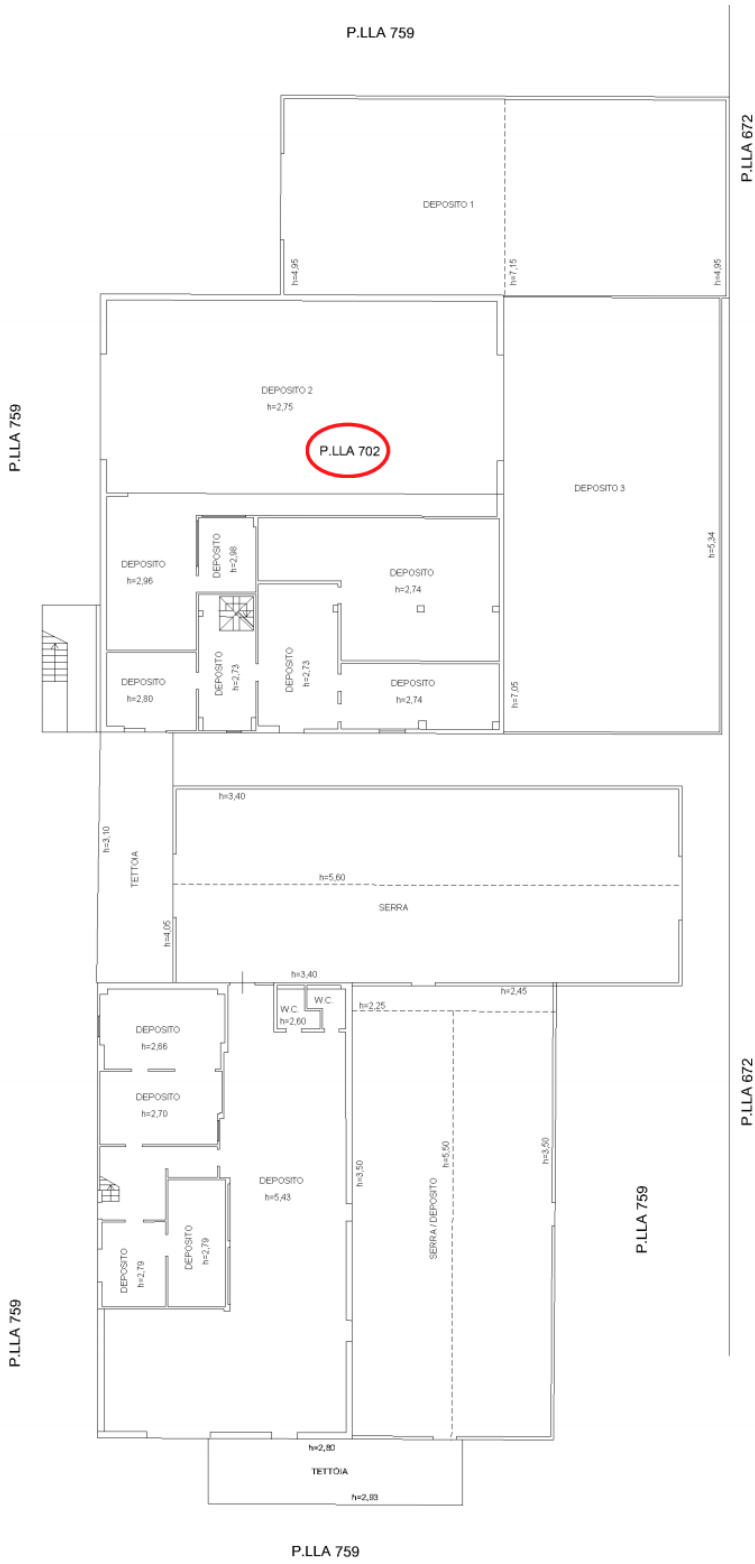 P.LLA 759
P.LLA 672
DEPOSITO 1
h=4,95
h=7,15
h=4,95
DEPOSITO 2
h=2,75
P.LLA 759
P.LLA 702
DEPOSITO 3
h=5,34
DEPOSITO
h=2,96
DEPOSITO
h=2,98
DEPOSITO
h=2,74
DEPOSITO
h=2,80
DEPOSITO
h=2,73
DEPOSITO
h=2,73
DEPOSITO
h=2,74
h=7,05
h=3,40
h=3,10
TETTOIA
h=4,05
h=5,60
SERRA
h=3,40
h=2,45
W.C.
h=2,60
W.C.
h=2,25
DEPOSITO
h=2,66
DEPOSITO
h=2,70
P.LLA 672
DEPOSITO
h=5,43
h=3,50
h=5,50
h=3,50
SERRA / DEPOSITO
P.LLA 759
DEPOSITO
h=2,79
DEPOSITO
h=2,79
P.LLA 759
h=2,80
TETTOIA
h=2,93
P.LLA 759